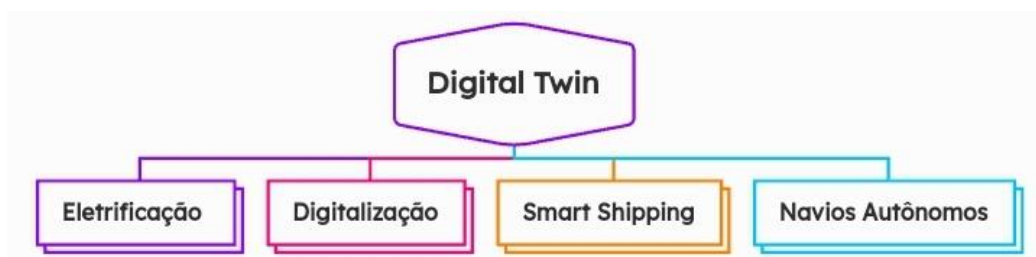 Digital Twin
Eletrificação
Digitalização
Smart Shipping
Navios Autônomos